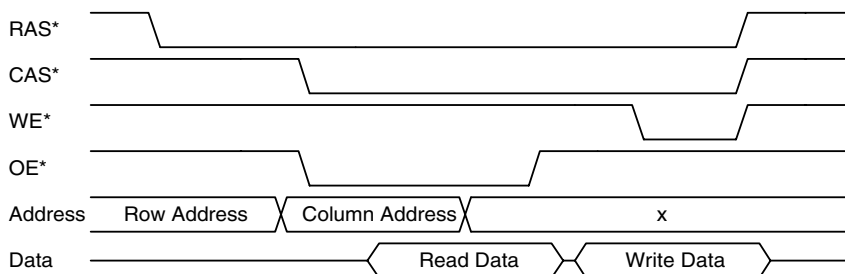 RAS*
CAS*
WE*
OE*
Address Row Address Column Address x
Data Read Data Write Data